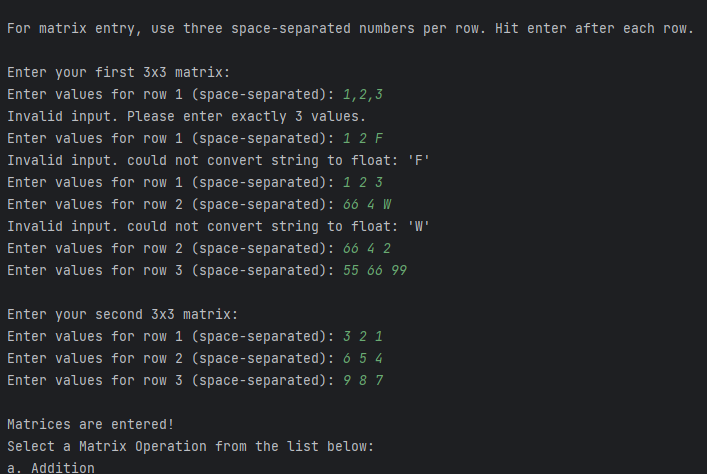 For matrix entry, use three space-separated numbers per row. Hit enter after each row.
Enter your first 3x3 matrix:
Enter values for row 1 (space-separated): 1,2,3
Invalid input. Please enter exactly 3 values.
Enter values for row 1 (space-separated): 1 2 F
Invalid input. could not convert string to float: 'F'
Enter values for row 1 (space-separated): 1 2 3
Enter values for row 2 (space-separated): 66 4 W
Invalid input. could not convert string to float: 'W'
Enter values for row 2 (space-separated): 66 4 2
Enter values for row 3 (space-separated): 55 66 99
Enter your second 3x3 matrix:
Enter values for row 1 (space-separated): 3 2 1
Enter values for row 2 (space-separated): 6 5 4
Enter values for row 3 (space-separated): 9 8 7
Matrices are entered!
Select a Matrix Operation from the list below:
a. Addition